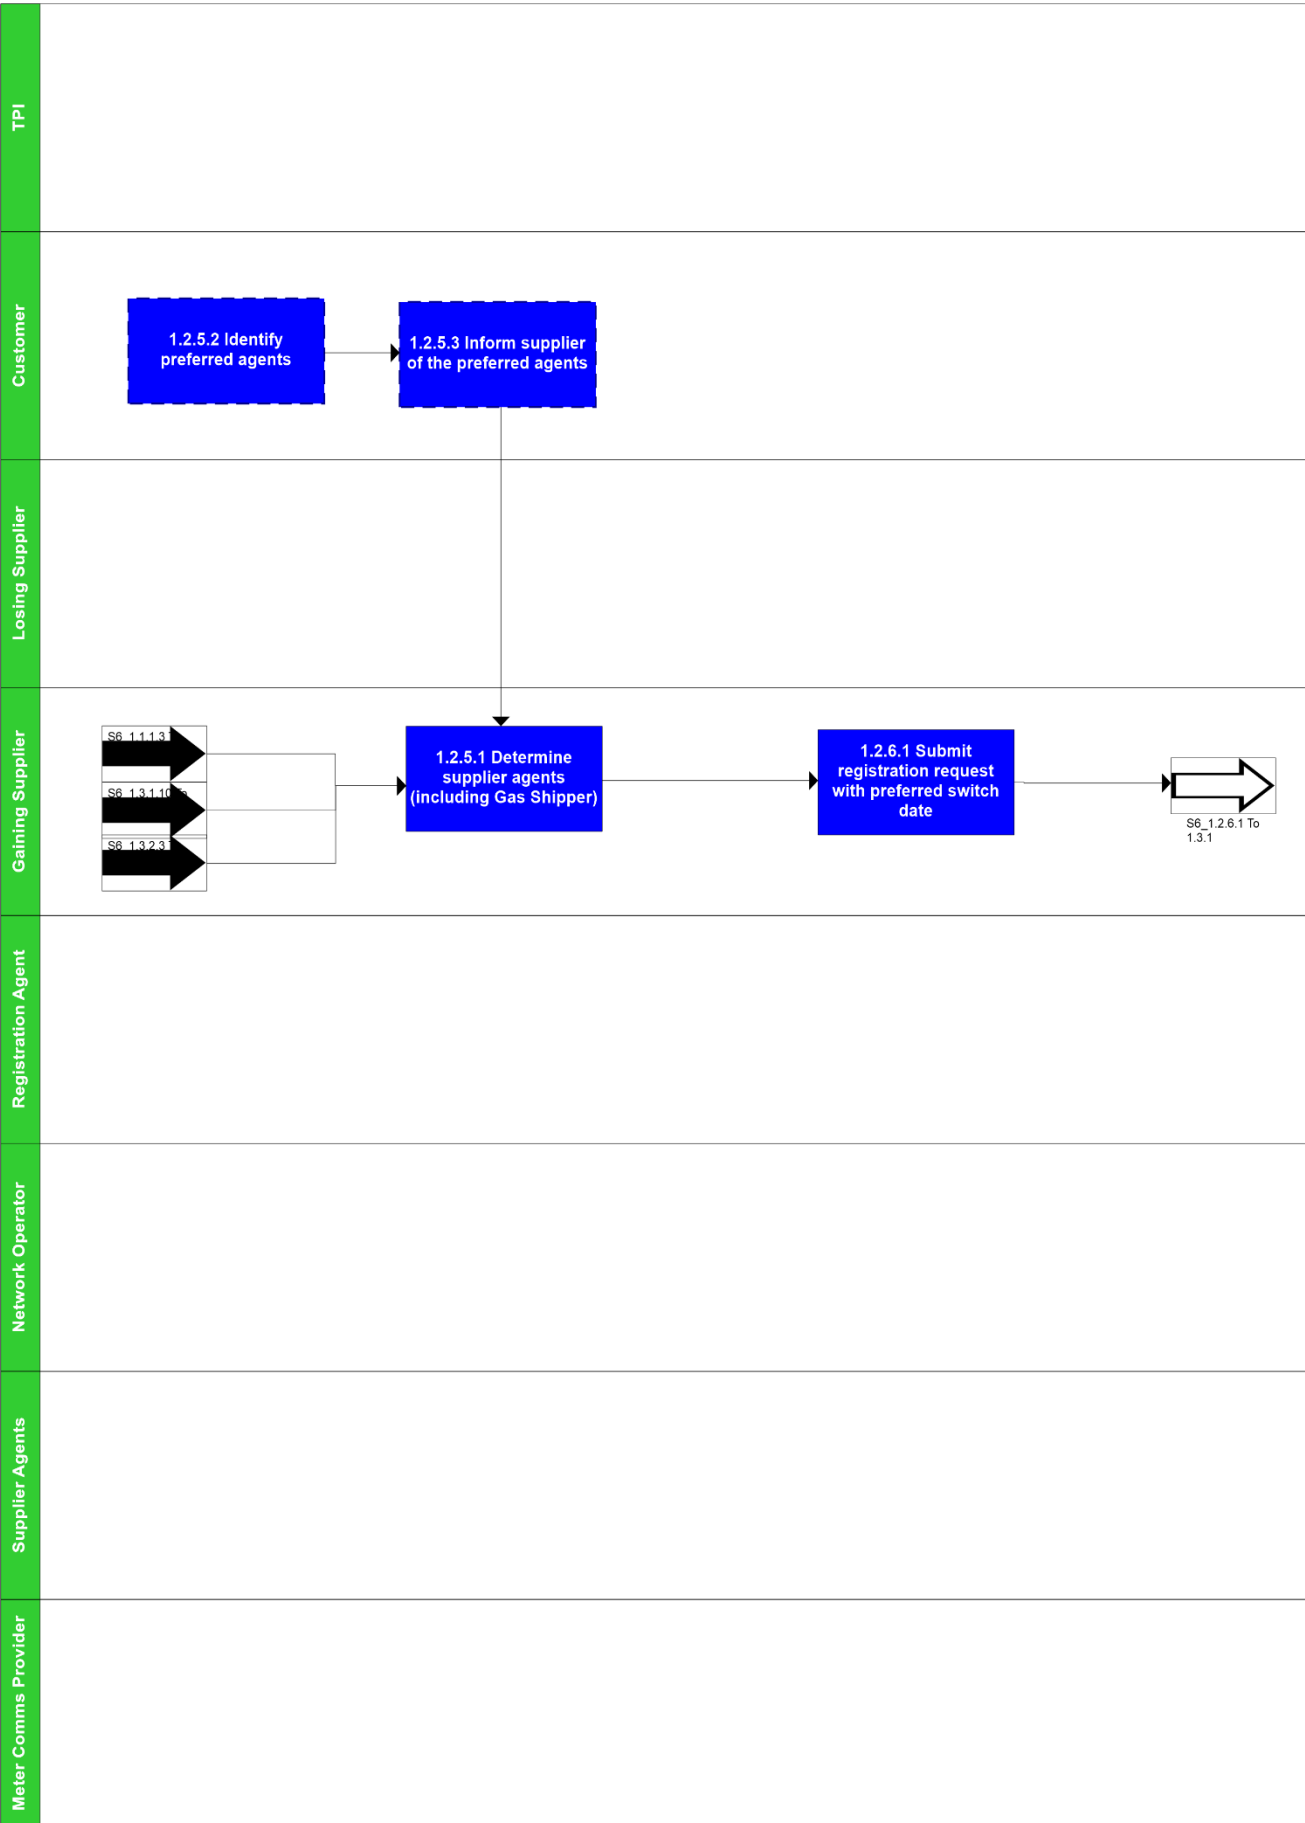 TPI
Customer
1.2.5.2 Identify
preferred agents
1.2.5.3 Inform supplier
of the preferred agents
Losing Supplier
Gaining Supplier
S6_1.1.1.3
S6_1.3.1.10 To
S6_1.3.2.3
1.2.5.1 Determine
supplier agents
(including Gas Shipper)
1.2.6.1 Submit
registration request
with preferred switch
date
S6_1.2.6.1 To
1.3.1
Registration Agent
Network Operator
Supplier Agents
Meter Comms Provider